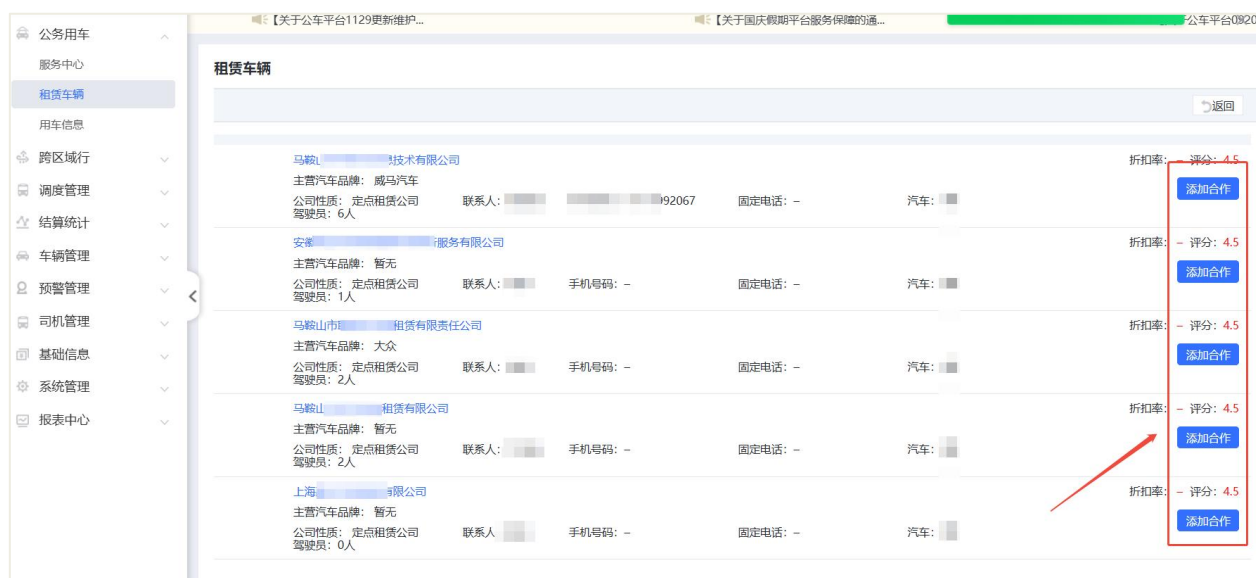 【关于公车平台1129更新维护...
【关于国庆假期平台服务保障的通...
公车平台0920
公务用车
服务中心
租赁车辆
用车信息
跨区域行
调度管理
结算统计
车辆管理
预警管理
司机管理
基础信息
系统管理
报表中心
租赁车辆
返回
马鞍 技术有限公司
折扣率: – 评分: 4.5
主营汽车品牌: 威马汽车
添加合作
公司性质: 定点租赁公司 联系人: 92067 固定电话: – 汽车:
驾驶员: 6人
安徽 服务有限公司
折扣率: – 评分: 4.5
主营汽车品牌: 暂无
添加合作
公司性质: 定点租赁公司 联系人: 手机号码: – 固定电话: – 汽车:
驾驶员: 1人
马鞍山市 租赁有限责任公司
折扣率: – 评分: 4.5
主营汽车品牌: 大众
添加合作
公司性质: 定点租赁公司 联系人: 手机号码: – 固定电话: – 汽车:
驾驶员: 2人
马鞍山 租赁有限公司
折扣率: – 评分: 4.5
主营汽车品牌: 暂无
添加合作
公司性质: 定点租赁公司 联系人: 手机号码: – 固定电话: – 汽车:
驾驶员: 2人
上海 有限公司
折扣率: – 评分: 4.5
主营汽车品牌: 暂无
添加合作
公司性质: 定点租赁公司 联系人 手机号码: – 固定电话: – 汽车:
驾驶员: 0人